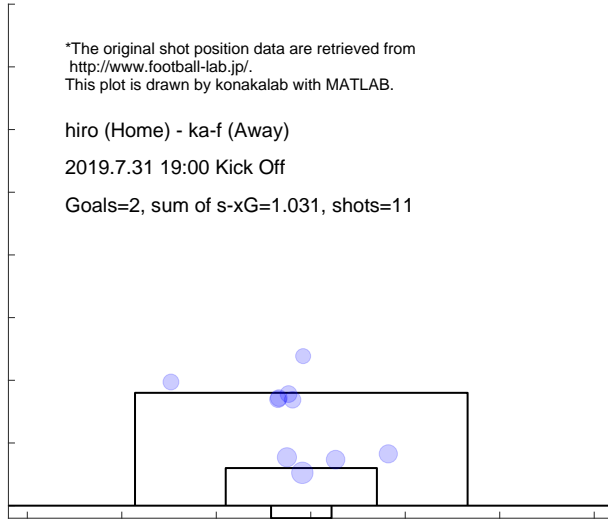 *The original shot position data are retrieved from
http://www.football-lab.jp/.
This plot is drawn by konakalab with MATLAB.
hiro (Home) - ka-f (Away)
2019.7.31 19:00 Kick Off
Goals=2, sum of s-xG=1.031, shots=11